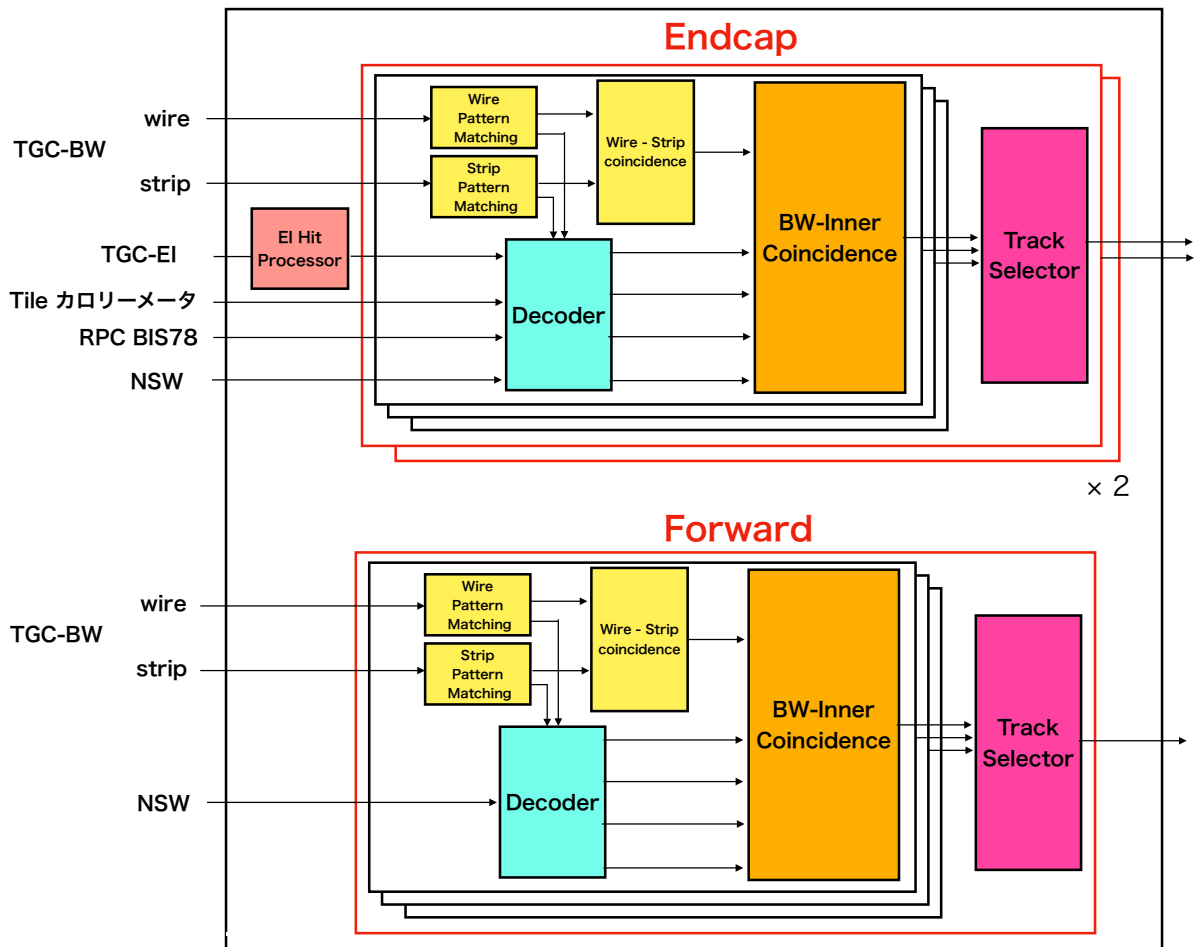 Endcap
wire
TGC-BW
strip
TGC-EI
Tile カロリーメータ
RPC BIS78
NSW
EI Hit
Processor
Wire
Pattern
Matching
Strip
Pattern
Matching
Wire - Strip
coincidence
Decoder
BW-Inner
Coincidence
Track
Selector
× 2
Forward
wire
TGC-BW
strip
NSW
Wire
Pattern
Matching
Strip
Pattern
Matching
Wire - Strip
coincidence
Decoder
BW-Inner
Coincidence
Track
Selector